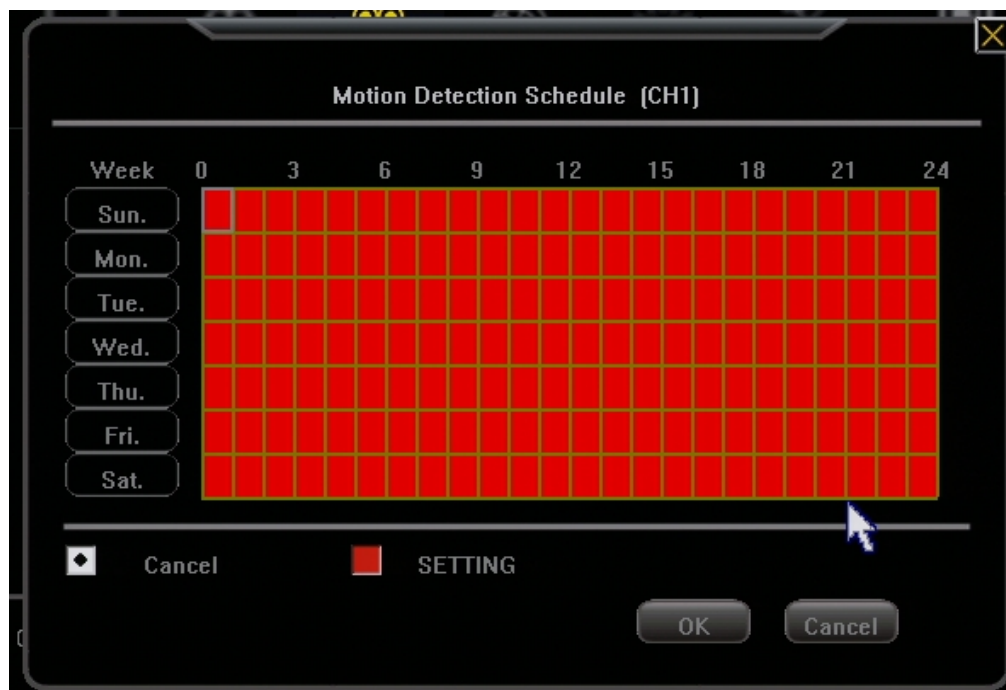 Motion Detection Schedule (CH1)
Week 0 3 6 9 12 15 18 21 24
Sun.
Mon.
Tue.
Wed.
Thu.
Fri.
Sat.
Cancel SETTING
OK Cancel